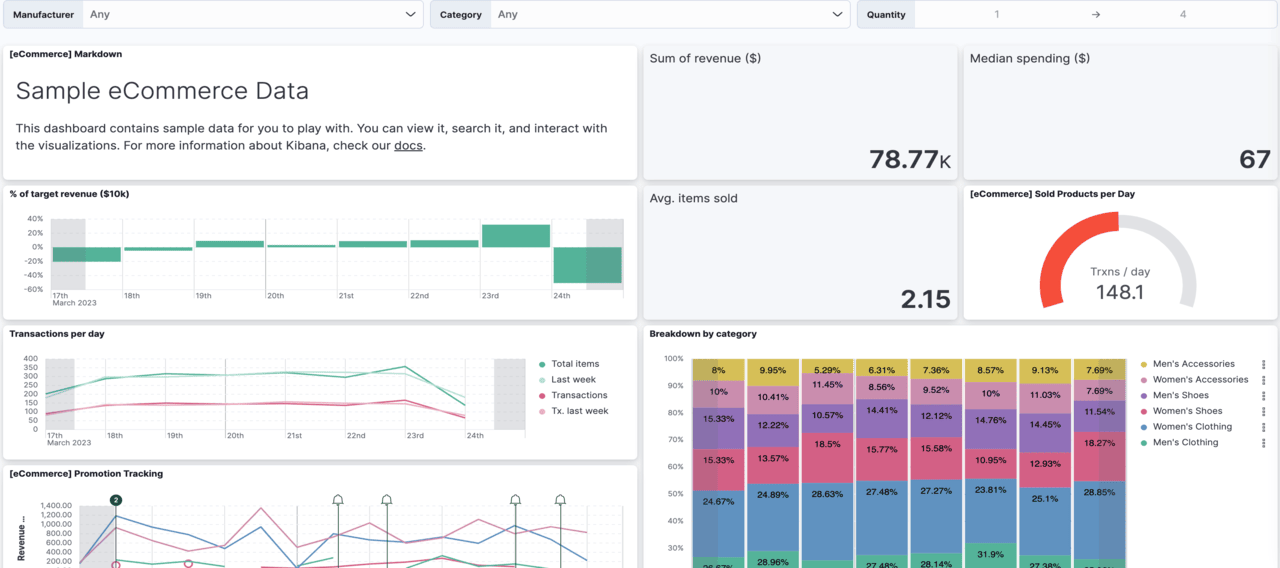 Manufacturer Any
Category Any
Quantity 1 → 4
[eCommerce] Markdown
Sample eCommerce Data
This dashboard contains sample data for you to play with. You can view it, search it, and interact with
the visualizations. For more information about Kibana, check our docs.
Sum of revenue ($)
78.77K
Median spending ($)
67
% of target revenue ($10k)
40%
20%
0%
-20%
-40%
-60%
17th 18th 19th 20th 21st 22nd 23rd 24th
March 2023
Avg. items sold
2.15
[eCommerce] Sold Products per Day
Trxns / day
148.1
Transactions per day
400
350
300
250
200
150
100
50
0
17th 18th 19th 20th 21st 22nd 23rd 24th
March 2023
Total items
Last week
Transactions
Tx. last week
Breakdown by category
100%
90%
80%
70%
60%
50%
40%
30%
8% 9.95% 5.29% 6.31% 7.36% 8.57% 9.13% 7.69%
10% 10.41% 11.45% 8.56% 9.52% 10% 11.03% 7.69%
15.33% 12.22% 10.57% 14.41% 12.12% 14.76% 14.45% 11.54%
15.33% 13.57% 18.5% 15.77% 15.58% 10.95% 12.93% 18.27%
24.67% 24.89% 28.63% 27.48% 27.27% 23.81% 25.1% 28.85%
28.96% 27.48% 28.14% 31.9% 27.38%
Men's Accessories
Women's Accessories
Men's Shoes
Women's Shoes
Women's Clothing
Men's Clothing
[eCommerce] Promotion Tracking
2
Revenue ...
1,400.00
1,200.00
1,000.00
800.00
600.00
400.00
200.00